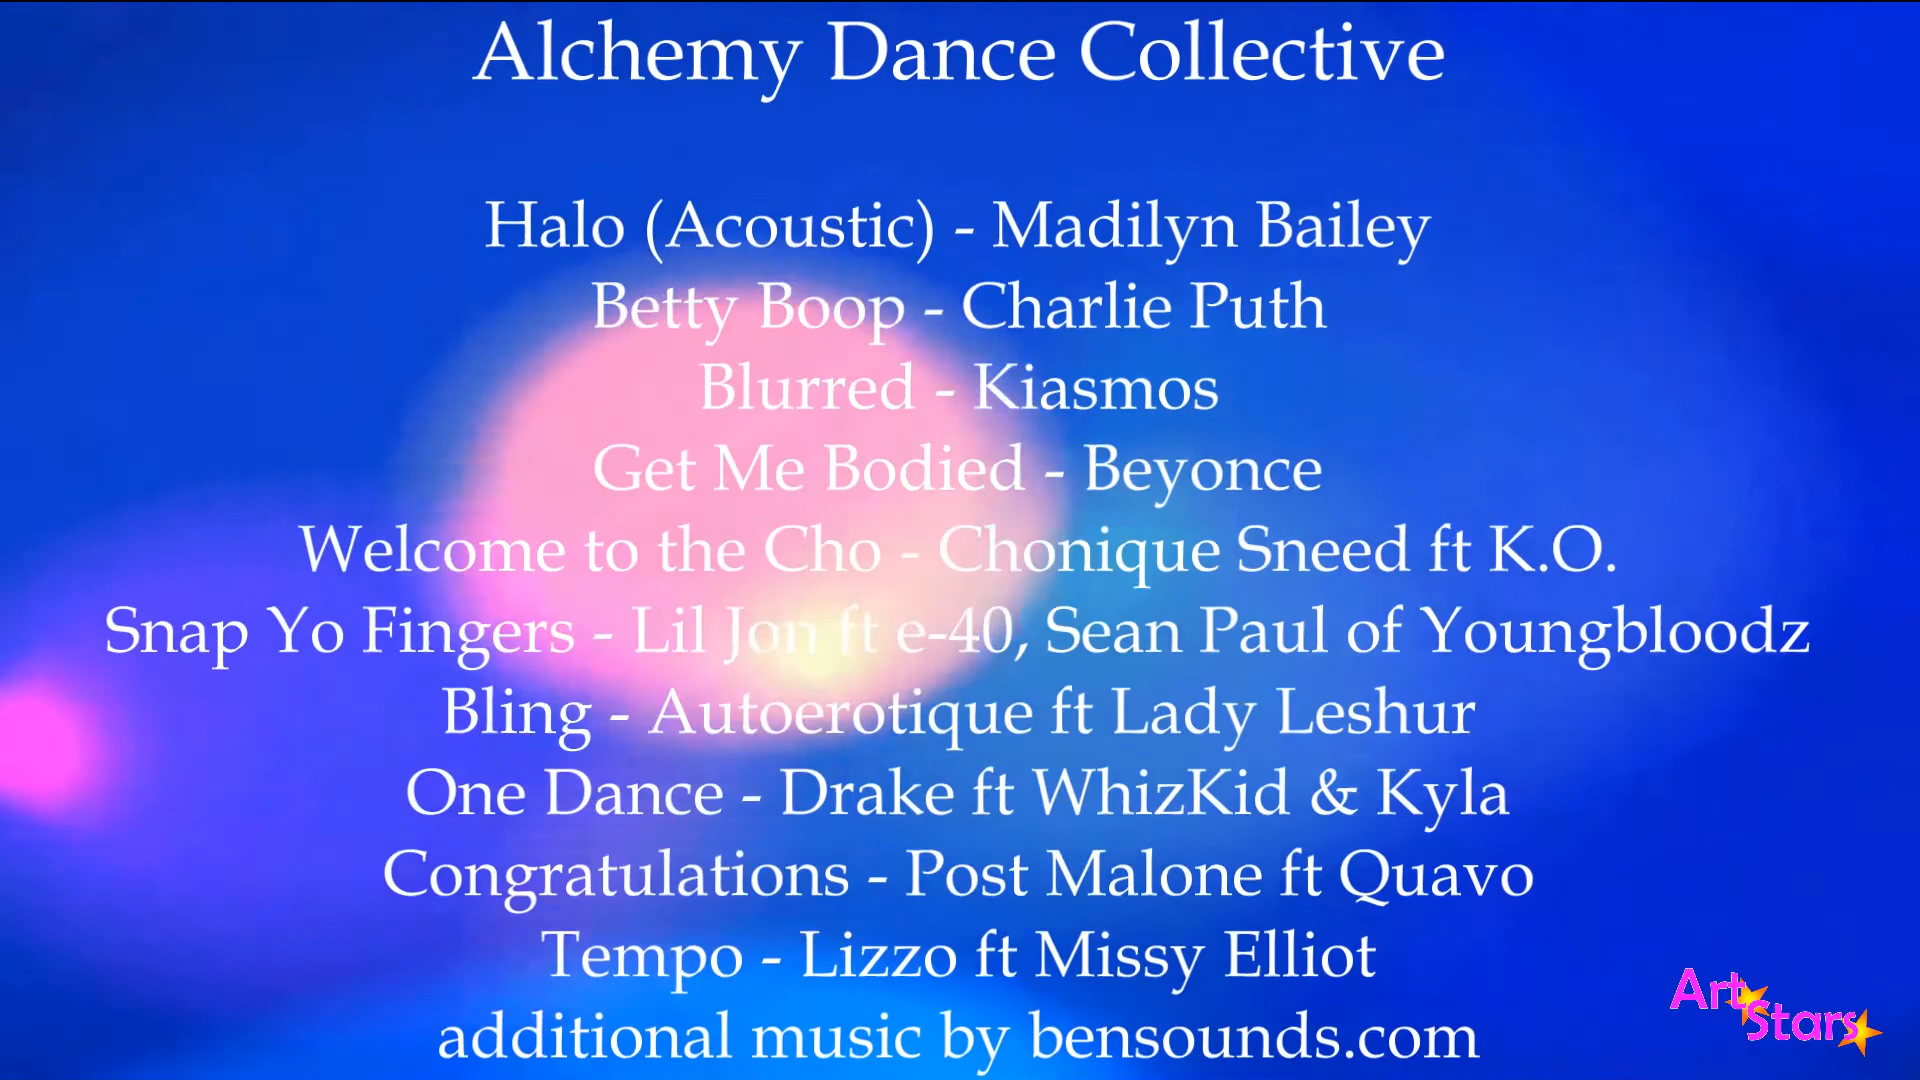 Alchemy Dance Collective
Halo (Acoustic) - Madilyn Bailey
Betty Boop - Charlie Puth
Blurred - Kiasmos
Get Me Bodied - Beyonce
Welcome to the Cho - Chonique Sneed ft K.O.
Snap Yo Fingers - Lil Jon ft e-40, Sean Paul of Youngbloodz
Bling - Autoerotique ft Lady Leshur
One Dance - Drake ft WhizKid & Kyla
Congratulations - Post Malone ft Quavo
Tempo - Lizzo ft Missy Elliot
additional music by bensounds.com
Art
Stars